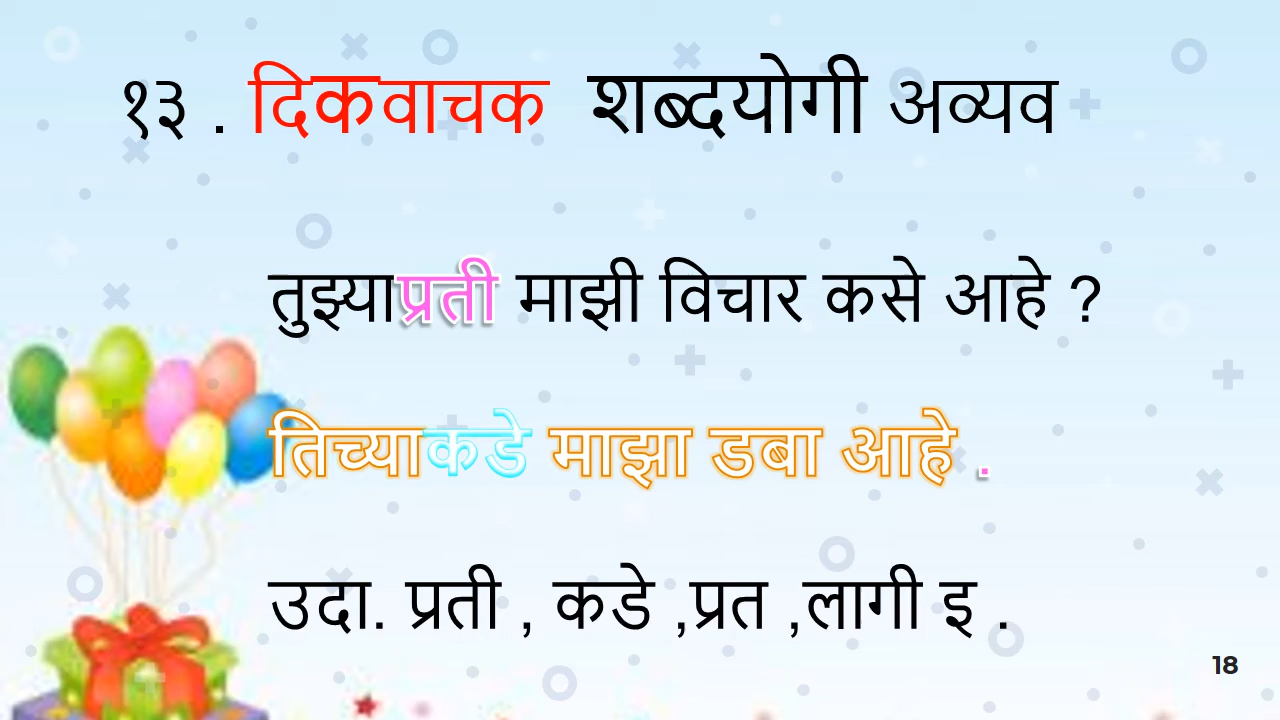 १३ . दिकवाचक शब्दयोगी अव्यव
तुझ्याप्रती माझी विचार कसे आहे ?
तिच्याकडे माझा डबा आहे .
उदा. प्रती , कडे ,प्रत ,लागी इ .
18